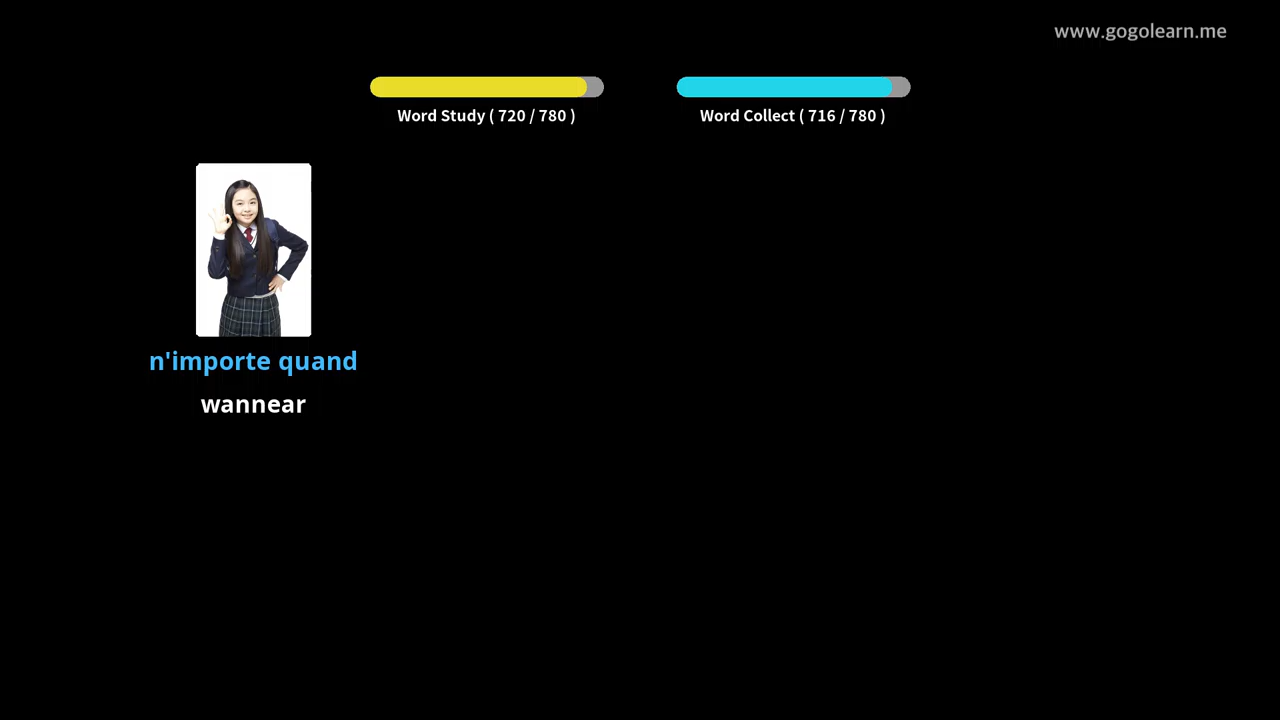 www.gogolearn.me
Word Study ( 720 / 780 )
Word Collect ( 716 / 780 )
n'importe quand
wannear